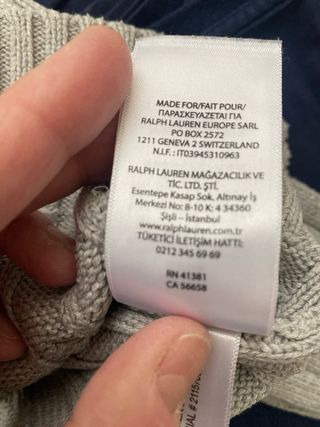 MADE FOR/FAIT POUR/
ΠΑΡΑΣΚΕΥΑΖΕΤΑΙ ΓΙΑ
RALPH LAUREN EUROPE SARL
PO BOX 2572
1211 GENEVA 2 SWITZERLAND
N.I.F. : IT03945310963
RALPH LAUREN MAĞAZACILIK VE
TİC. LTD. ŞTİ.
Esentepe Kasap Sok. Altınay İş
Merkezi No: 8-10 K: 4 34360
Şişli – İstanbul
www.ralphlauren.com.tr
TÜKETİCİ İLETİŞİM HATTI:
0212 345 69 69
RN 41381
CA 56658